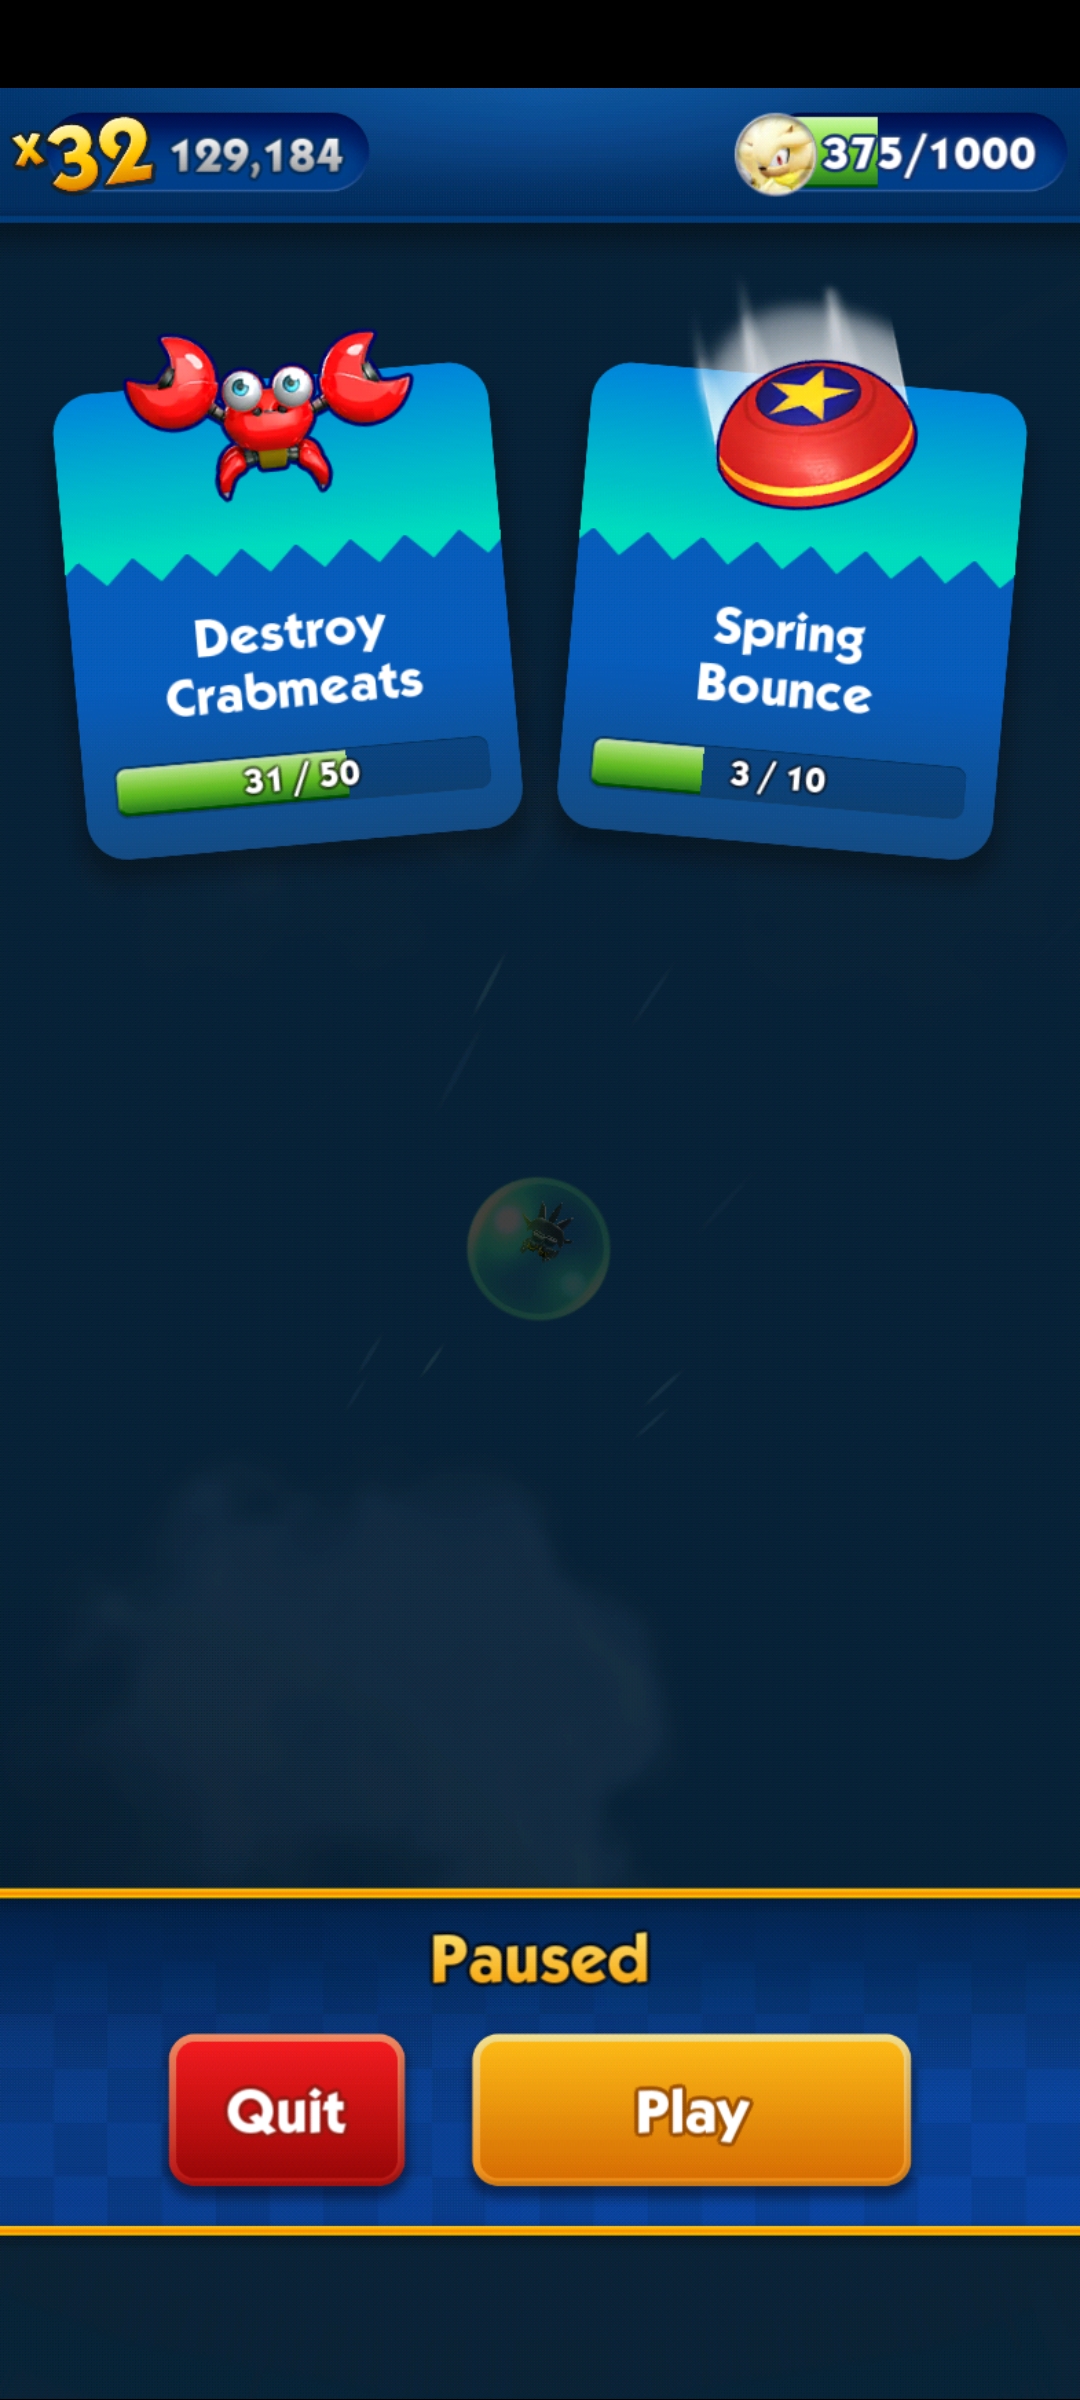 x32 129,184
375/1000
Destroy
Crabmeats
31 / 50
Spring
Bounce
3 / 10
Paused
Quit
Play